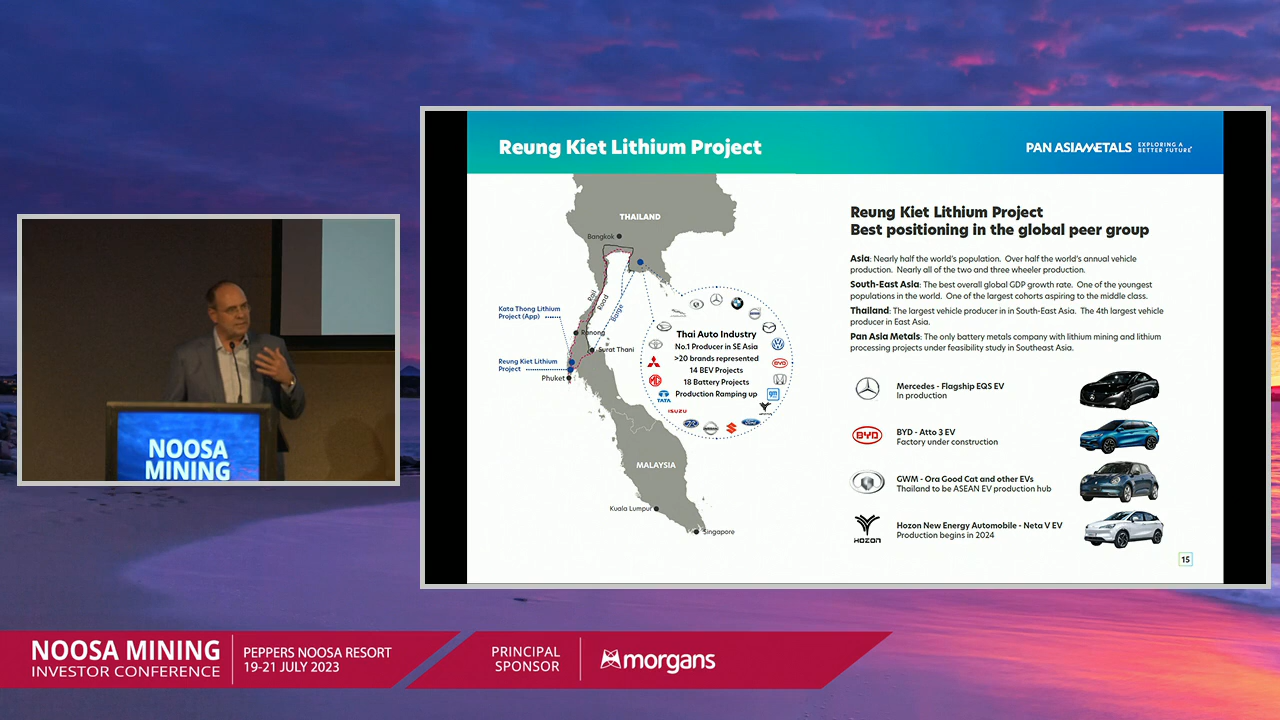 Reung Kiet Lithium Project
PAN ASIA METALS
EXPLORING A
BETTER FUTURE
THAILAND
Bangkok
Rail
Road
Barge
Kata Thong Lithium
Project (App)
Ranong
Surat Thani
Reung Kiet Lithium
Project
Phuket
MALAYSIA
Kuala Lumpur
Singapore
Thai Auto Industry
No.1 Producer in SE Asia
>20 brands represented
14 BEV Projects
18 Battery Projects
Production Ramping up
BYD
MG
TATA
ISUZU
Ford
gm
Reung Kiet Lithium Project
Best positioning in the global peer group
Asia: Nearly half the world's population. Over half the world's annual vehicle
production. Nearly all of the two and three wheeler production.
South-East Asia: The best overall global GDP growth rate. One of the youngest
populations in the world. One of the largest cohorts aspiring to the middle class.
Thailand: The largest vehicle producer in in South-East Asia. The 4th largest vehicle
producer in East Asia.
Pan Asia Metals: The only battery metals company with lithium mining and lithium
processing projects under feasibility study in Southeast Asia.
Mercedes - Flagship EQS EV
In production
BYD
BYD - Atto 3 EV
Factory under construction
GWM - Ora Good Cat and other EVs
Thailand to be ASEAN EV production hub
HOZON
Hozon New Energy Automobile - Neta V EV
Production begins in 2024
15
NOOSA
MINING
NOOSA MINING
INVESTOR CONFERENCE
PEPPERS NOOSA RESORT
19-21 JULY 2023
PRINCIPAL
SPONSOR
morgans